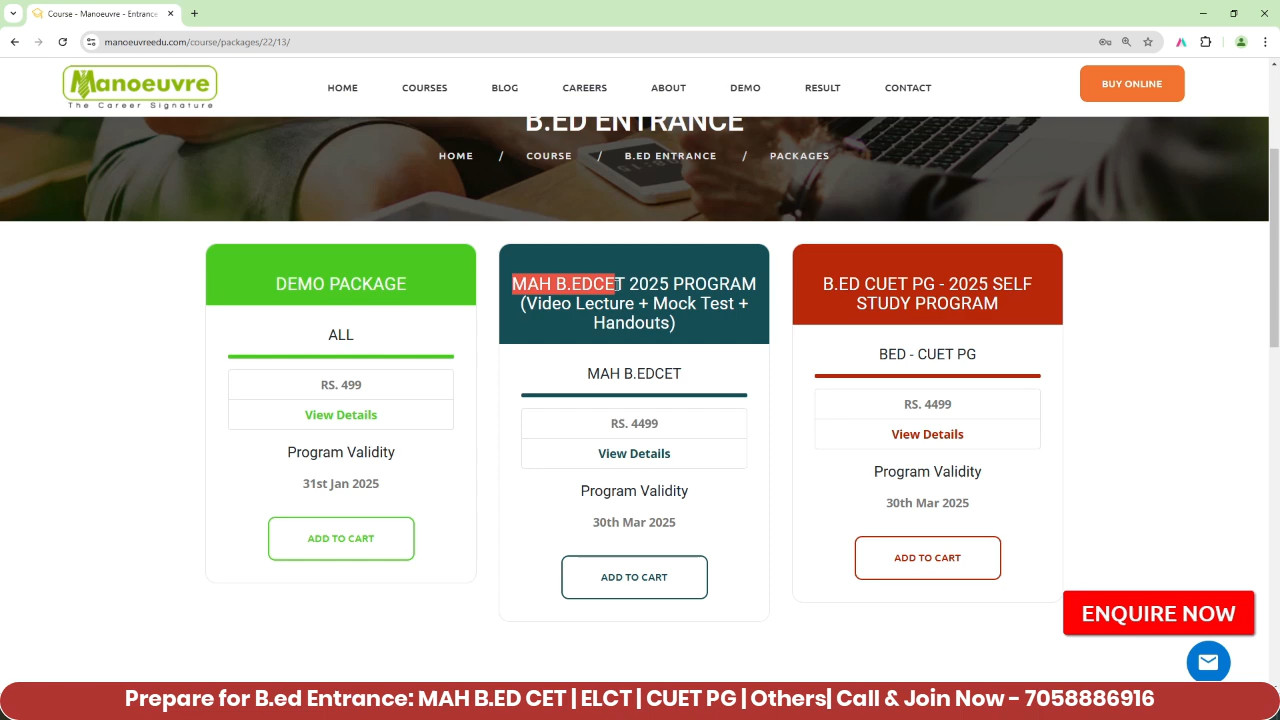 Course - Manoeuvre - Entrance
manoeuvreedu.com/course/packages/22/13/
Manoeuvre
The Career Signature
HOME
COURSES
BLOG
CAREERS
ABOUT
DEMO
RESULT
CONTACT
BUY ONLINE
B.ED ENTRANCE
HOME / COURSE / B.ED ENTRANCE / PACKAGES
DEMO PACKAGE
ALL
RS. 499
View Details
Program Validity
31st Jan 2025
ADD TO CART
MAH B.EDCET 2025 PROGRAM
(Video Lecture + Mock Test +
Handouts)
MAH B.EDCET
RS. 4499
View Details
Program Validity
30th Mar 2025
ADD TO CART
B.ED CUET PG - 2025 SELF
STUDY PROGRAM
BED - CUET PG
RS. 4499
View Details
Program Validity
30th Mar 2025
ADD TO CART
ENQUIRE NOW
Prepare for B.ed Entrance: MAH B.ED CET | ELCT | CUET PG | Others| Call & Join Now - 7058886916